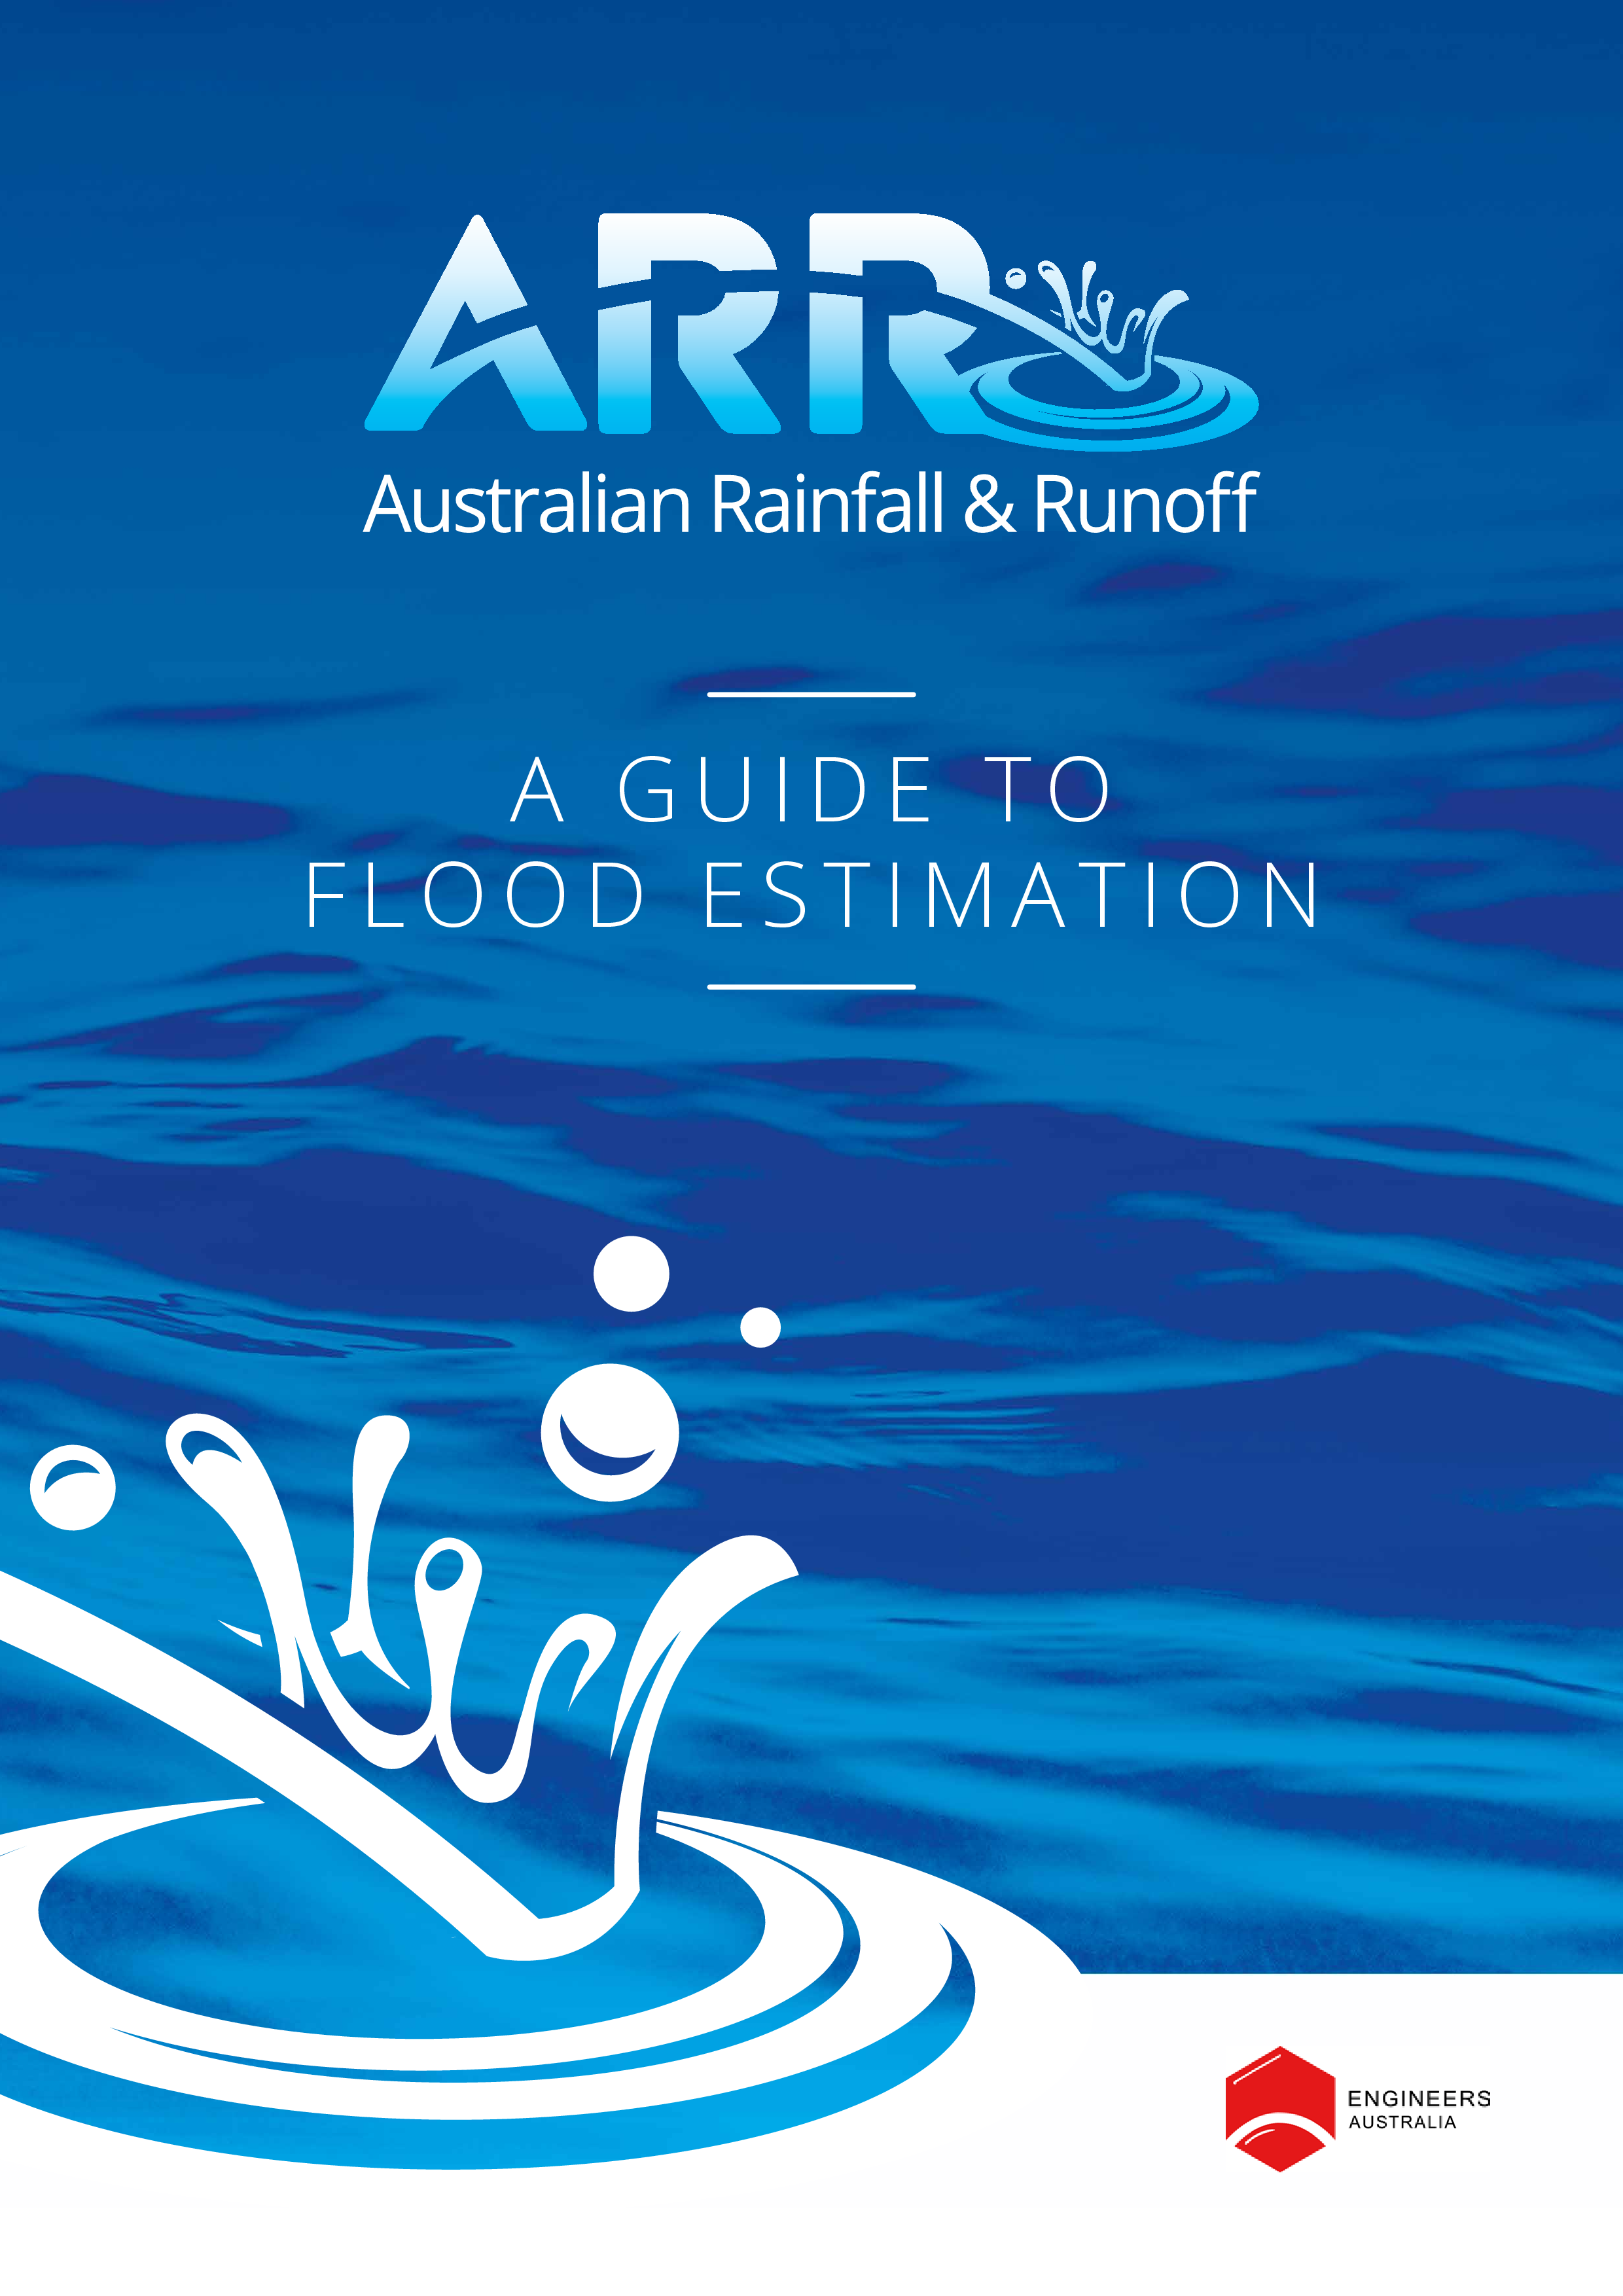 ARR
Australian Rainfall & Runoff
A GUIDE TO
FLOOD ESTIMATION
ENGINEERS
AUSTRALIA